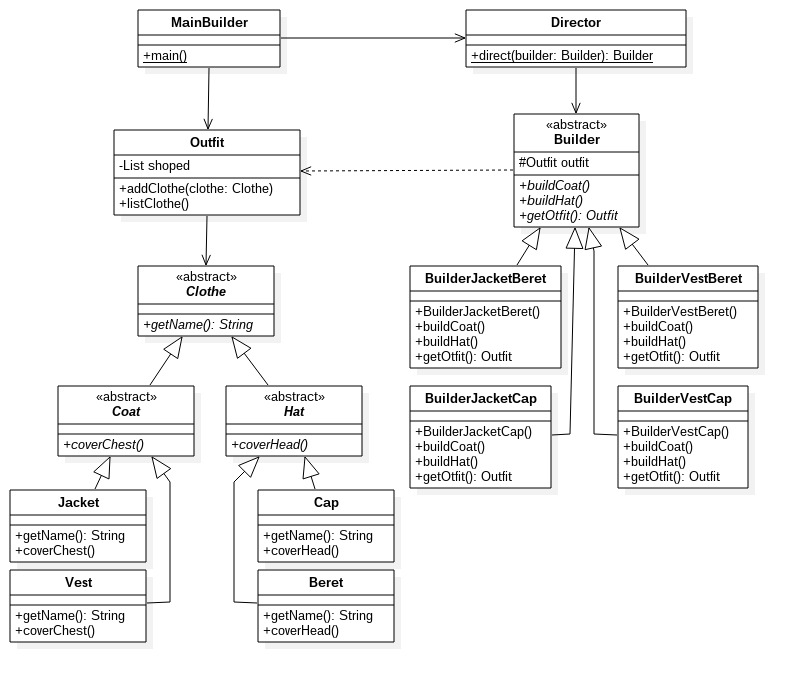 MainBuilder
+main()
Director
+direct(builder: Builder): Builder
Outfit
-List shoped
+addClothe(clothe: Clothe)
+listClothe()
«abstract»
Builder
#Outfit outfit
+buildCoat()
+buildHat()
+getOtfit(): Outfit
«abstract»
Clothe
+getName(): String
BuilderJacketBeret
+BuilderJacketBeret()
+buildCoat()
+buildHat()
+getOtfit(): Outfit
BuilderVestBeret
+BuilderVestBeret()
+buildCoat()
+buildHat()
+getOtfit(): Outfit
«abstract»
Coat
+coverChest()
«abstract»
Hat
+coverHead()
BuilderJacketCap
+BuilderJacketCap()
+buildCoat()
+buildHat()
+getOtfit(): Outfit
BuilderVestCap
+BuilderVestCap()
+buildCoat()
+buildHat()
+getOtfit(): Outfit
Jacket
+getName(): String
+coverChest()
Cap
+getName(): String
+coverHead()
Vest
+getName(): String
+coverChest()
Beret
+getName(): String
+coverHead()